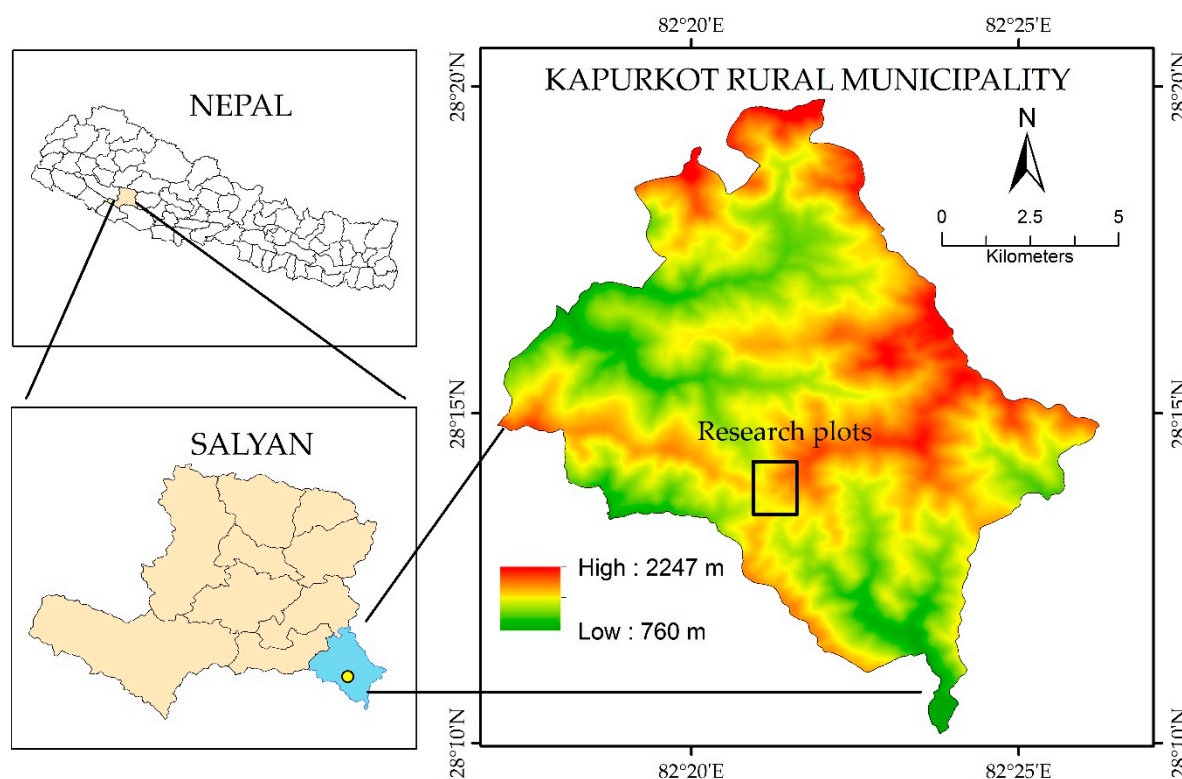 NEPAL
SALYAN
82°20'E
82°25'E
KAPURKOT RURAL MUNICIPALITY
28°20'N
28°20'N
N
0 2.5 5
Kilometers
28°15'N
28°15'N
Research plots
High : 2247 m
Low : 760 m
28°10'N
28°10'N
82°20'E
82°25'E